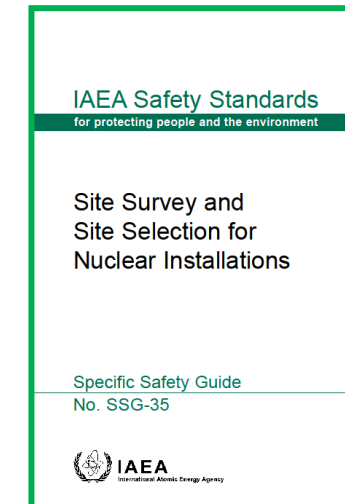 IAEA Safety Standards
for protecting people and the environment
Site Survey and
Site Selection for
Nuclear Installations
Specific Safety Guide
No. SSG-35
IAEA
International Atomic Energy Agency